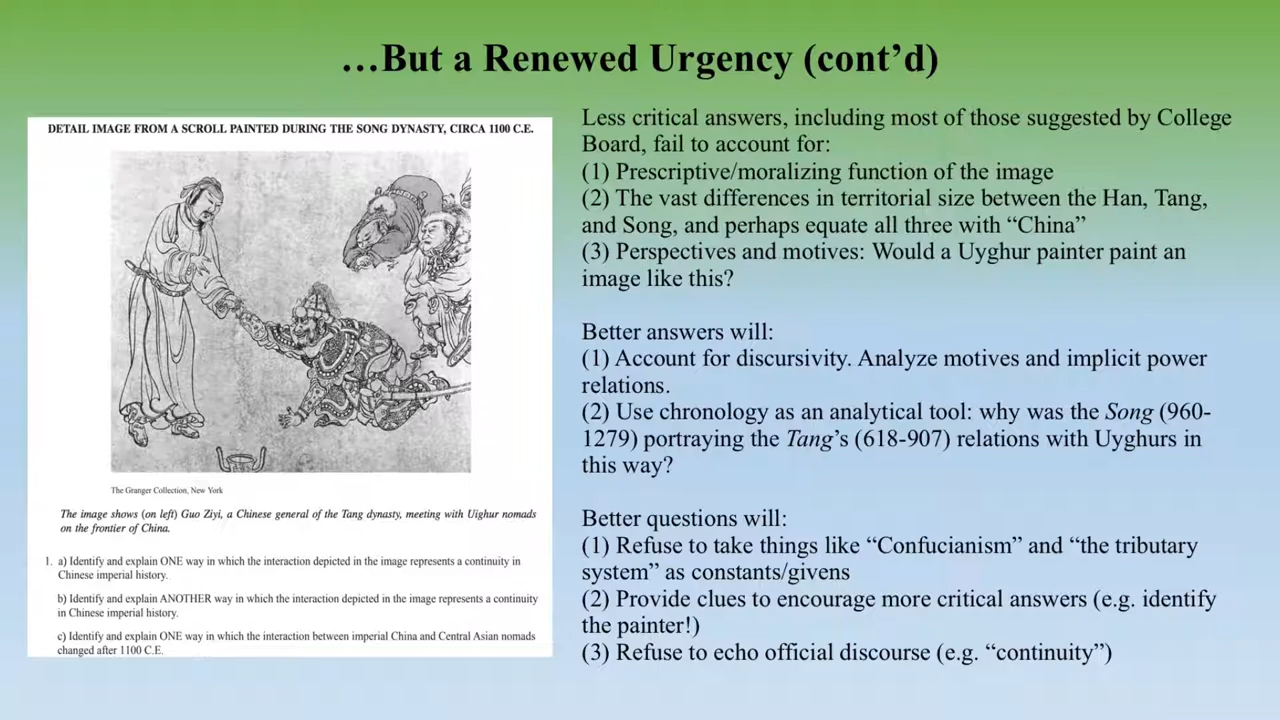 …But a Renewed Urgency (cont’d)
DETAIL IMAGE FROM A SCROLL PAINTED DURING THE SONG DYNASTY, CIRCA 1100 C.E.
The Granger Collection, New York
The image shows (on left) Guo Ziyi, a Chinese general of the Tang dynasty, meeting with Uighur nomads
on the frontier of China.
1. a) Identify and explain ONE way in which the interaction depicted in the image represents a continuity in
Chinese imperial history.
b) Identify and explain ANOTHER way in which the interaction depicted in the image represents a continuity
in Chinese imperial history.
c) Identify and explain ONE way in which the interaction between imperial China and Central Asian nomads
changed after 1100 C.E.
Less critical answers, including most of those suggested by College
Board, fail to account for:
(1) Prescriptive/moralizing function of the image
(2) The vast differences in territorial size between the Han, Tang,
and Song, and perhaps equate all three with “China”
(3) Perspectives and motives: Would a Uyghur painter paint an
image like this?
Better answers will:
(1) Account for discursivity. Analyze motives and implicit power
relations.
(2) Use chronology as an analytical tool: why was the Song (960-
1279) portraying the Tang’s (618-907) relations with Uyghurs in
this way?
Better questions will:
(1) Refuse to take things like “Confucianism” and “the tributary
system” as constants/givens
(2) Provide clues to encourage more critical answers (e.g. identify
the painter!)
(3) Refuse to echo official discourse (e.g. “continuity”)